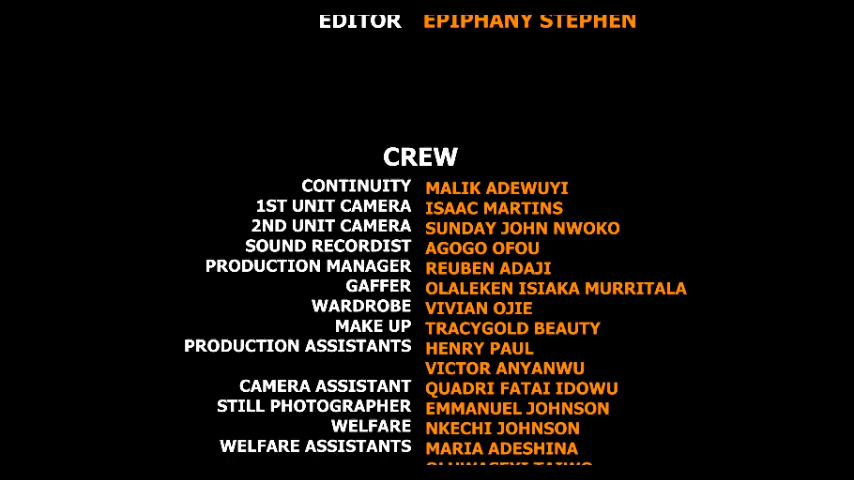 EDITOR EPIPHANY STEPHEN
CREW
CONTINUITY MALIK ADEWUYI
1ST UNIT CAMERA ISAAC MARTINS
2ND UNIT CAMERA SUNDAY JOHN NWOKO
SOUND RECORDIST AGOGO OFOU
PRODUCTION MANAGER REUBEN ADAJI
GAFFER OLALEKEN ISIAKA MURRITALA
WARDROBE VIVIAN OJIE
MAKE UP TRACYGOLD BEAUTY
PRODUCTION ASSISTANTS HENRY PAUL
VICTOR ANYANWU
CAMERA ASSISTANT QUADRI FATAI IDOWU
STILL PHOTOGRAPHER EMMANUEL JOHNSON
WELFARE NKECHI JOHNSON
WELFARE ASSISTANTS MARIA ADESHINA